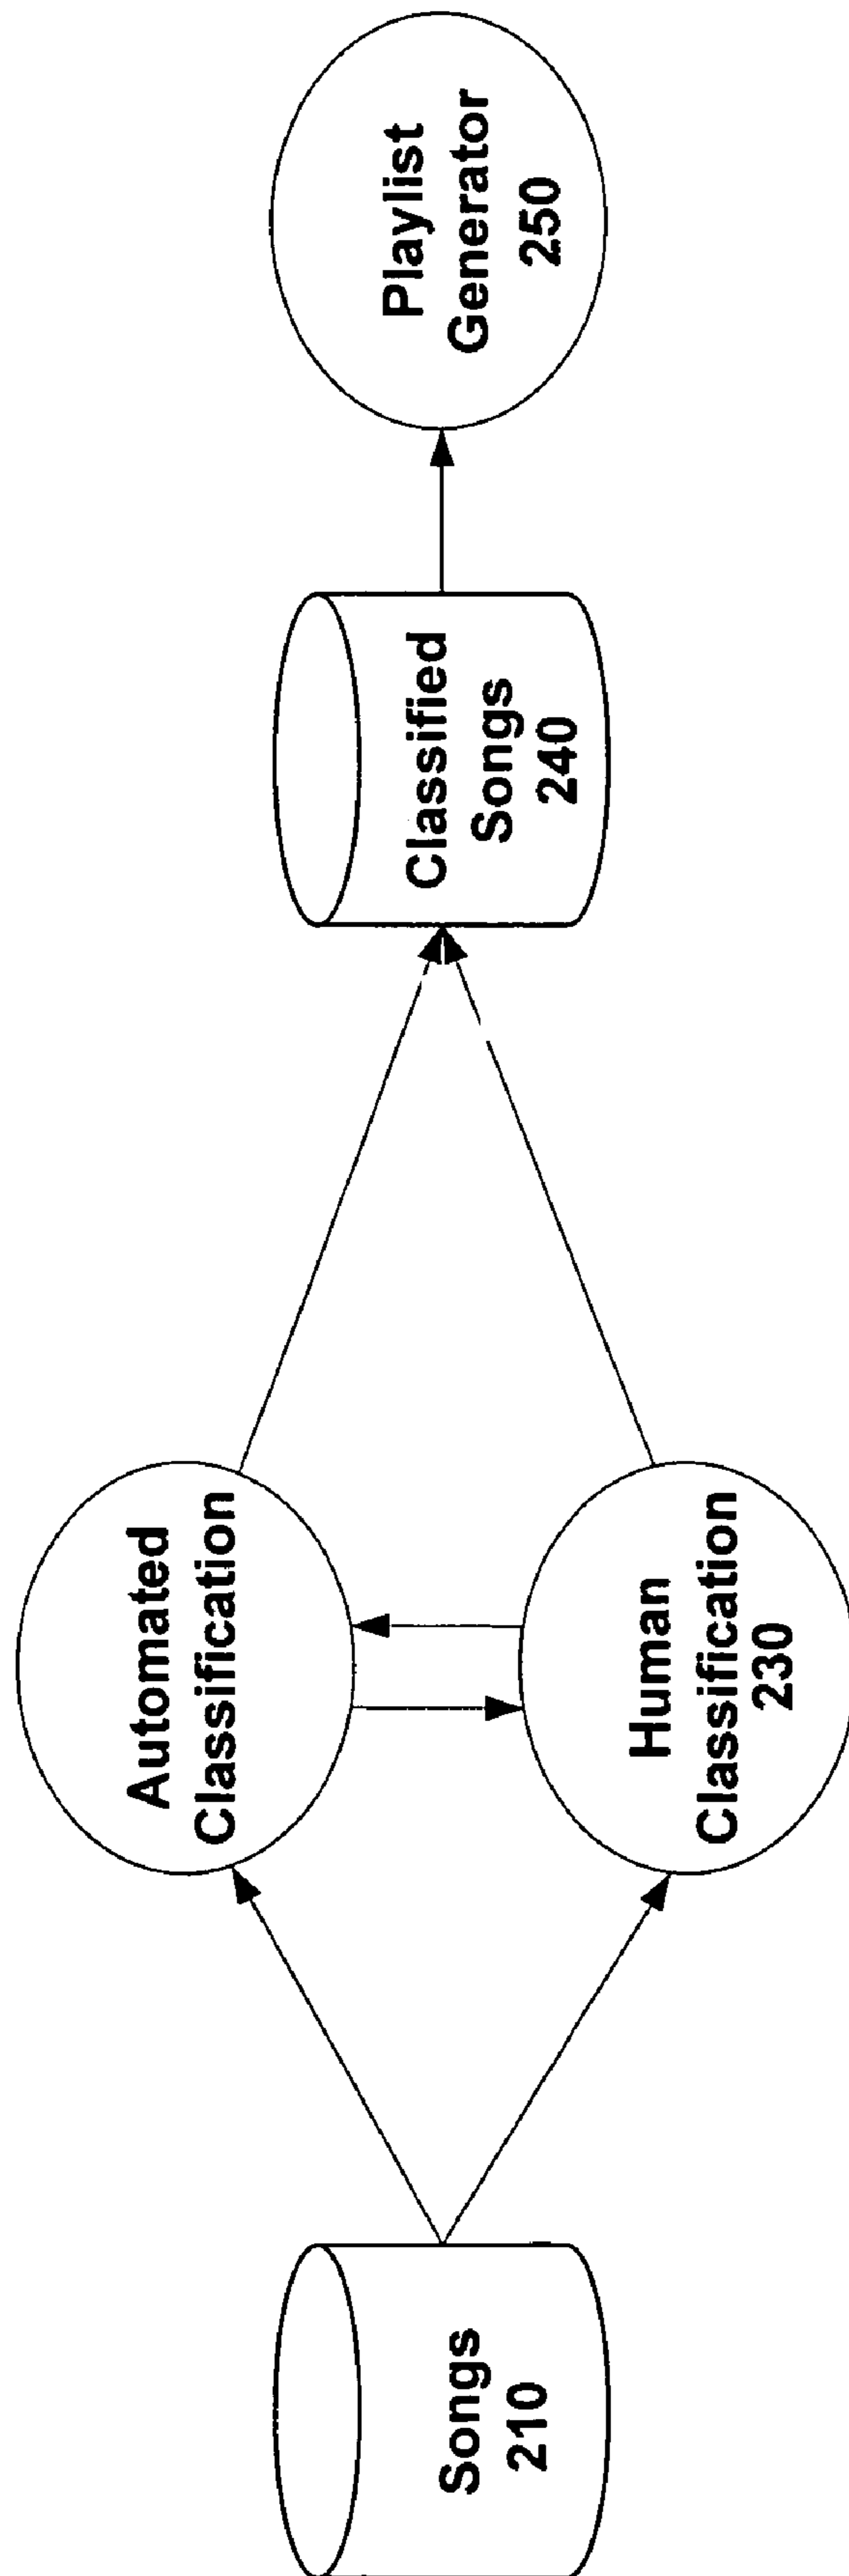 Songs
210
Automated
Classification
Human
Classification
230
Classified
Songs
240
Playlist
Generator
250